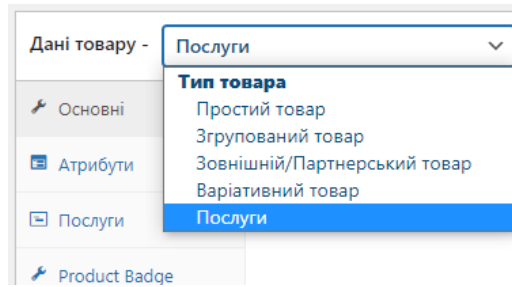 Дані товару - Послуги
Тип товара
Простий товар
Згрупований товар
Зовнішній/Партнерський товар
Варіативний товар
Послуги
Основні
Атрибути
Послуги
Product Badge